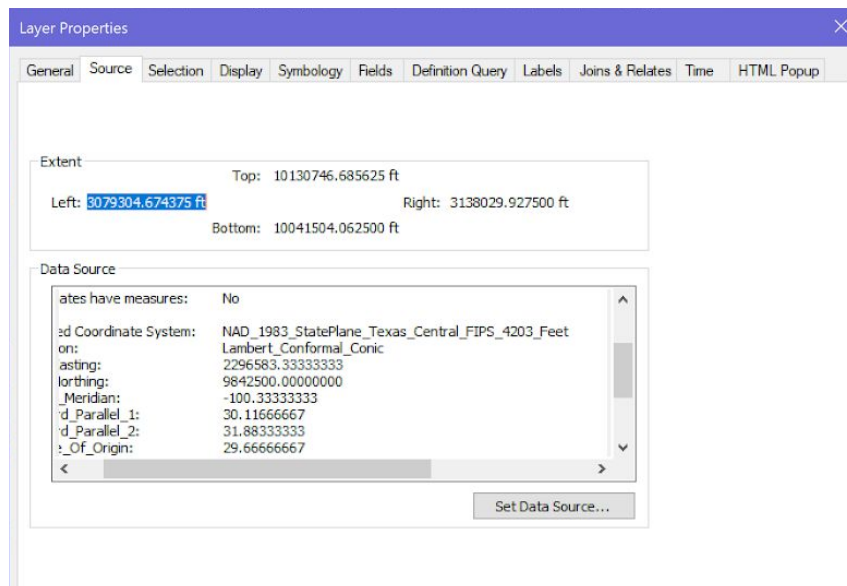 Layer Properties
General Source Selection Display Symbology Fields Definition Query Labels Joins & Relates Time HTML Popup
Extent
Top: 10130746.685625 ft
Left: 3079304.674375 ft Right: 3138029.927500 ft
Bottom: 10041504.062500 ft
Data Source
ates have measures: No
ed Coordinate System: NAD_1983_StatePlane_Texas_Central_FIPS_4203_Feet
on: Lambert_Conformal_Conic
asting: 2296583.33333333
lorthing: 9842500.00000000
_Meridian: -100.33333333
rd_Parallel_1: 30.11666667
rd_Parallel_2: 31.88333333
e_Of_Origin: 29.66666667
Set Data Source...